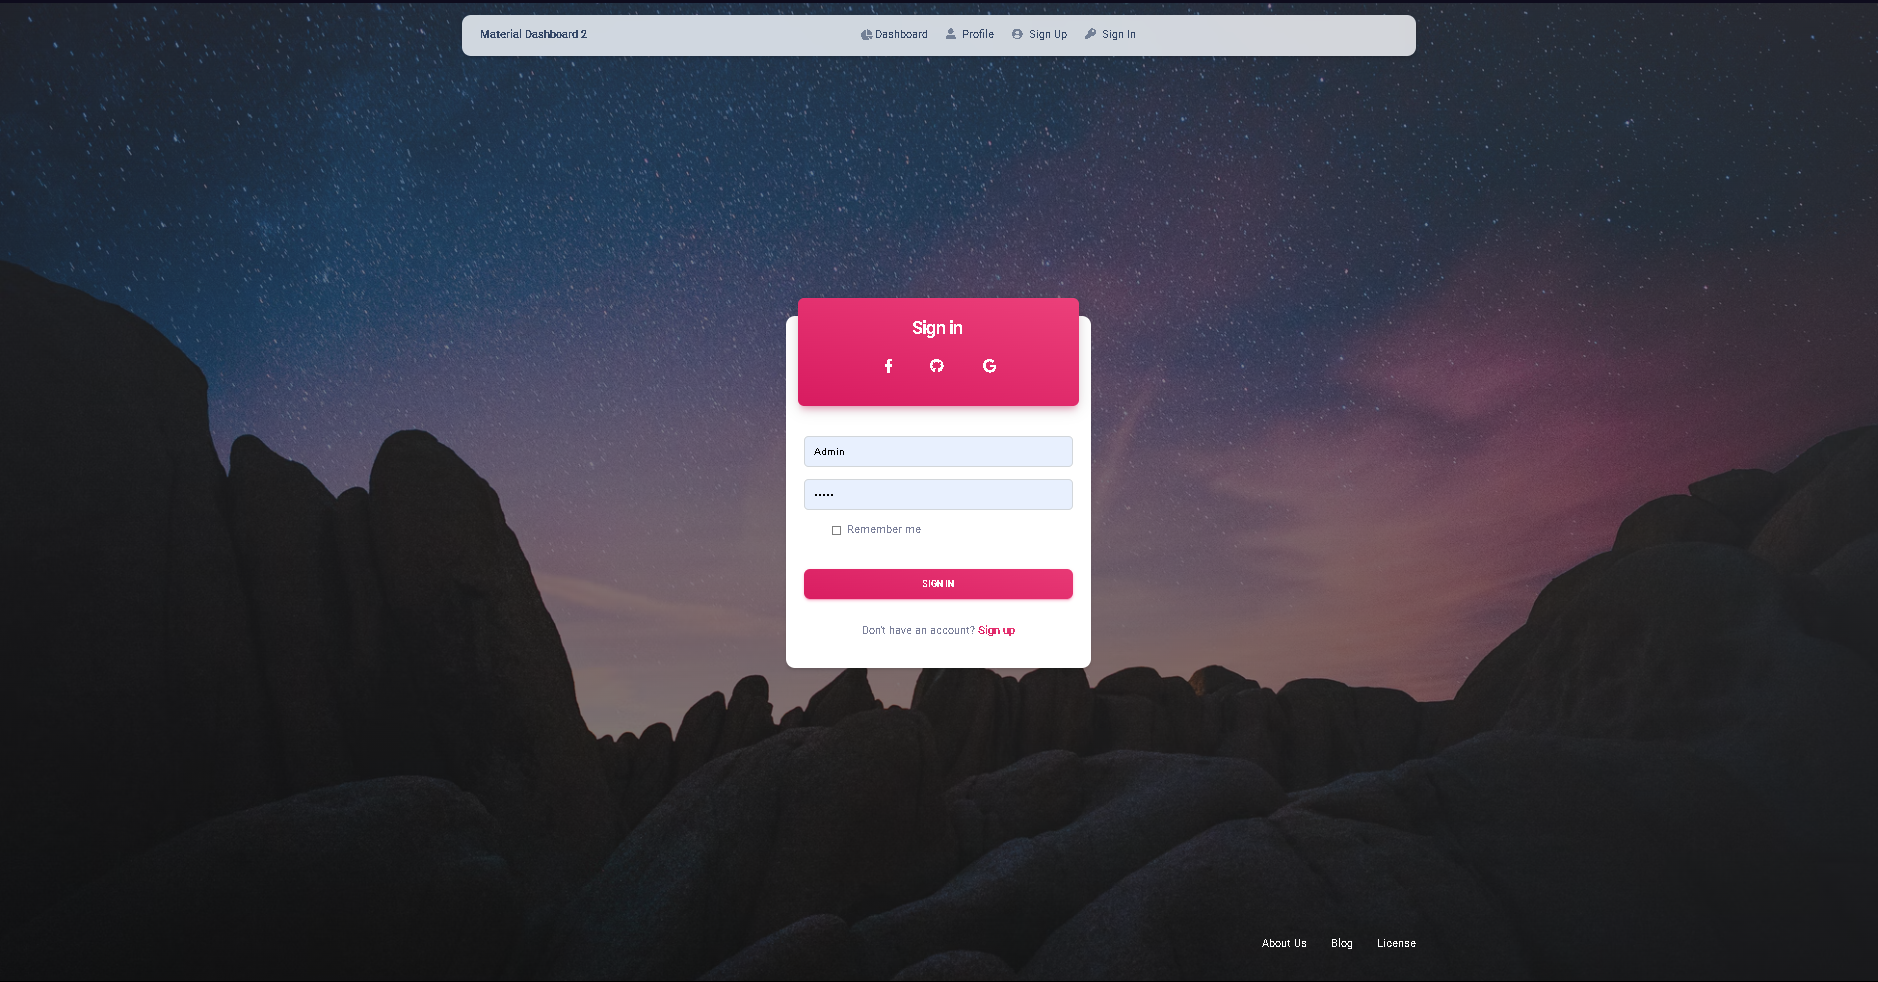 Material Dashboard 2
Dashboard Profile Sign Up Sign In
Sign in
Admin
•••••
Remember me
SIGN IN
Don't have an account? Sign up
About Us Blog License